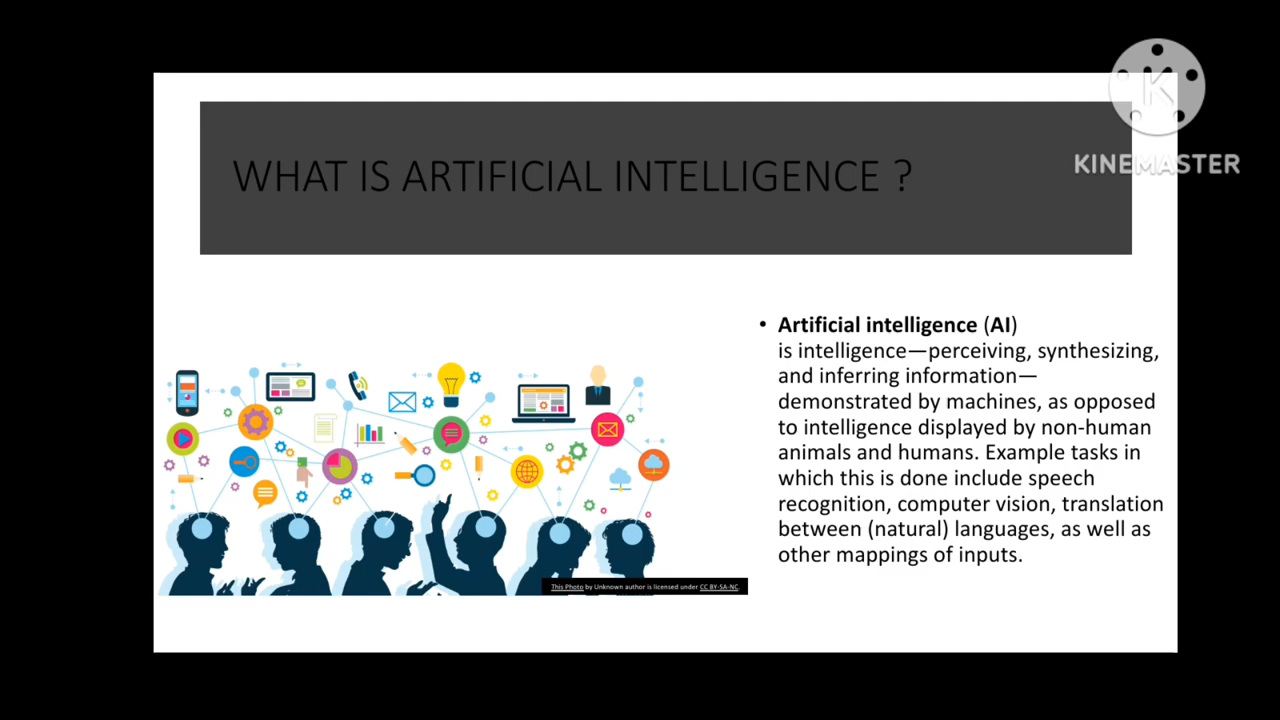 KINEMASTER
WHAT IS ARTIFICIAL INTELLIGENCE ?
• Artificial intelligence (AI)
is intelligence—perceiving, synthesizing,
and inferring information—
demonstrated by machines, as opposed
to intelligence displayed by non-human
animals and humans. Example tasks in
which this is done include speech
recognition, computer vision, translation
between (natural) languages, as well as
other mappings of inputs.
This Photo by Unknown author is licensed under CC BY-SA-NC.